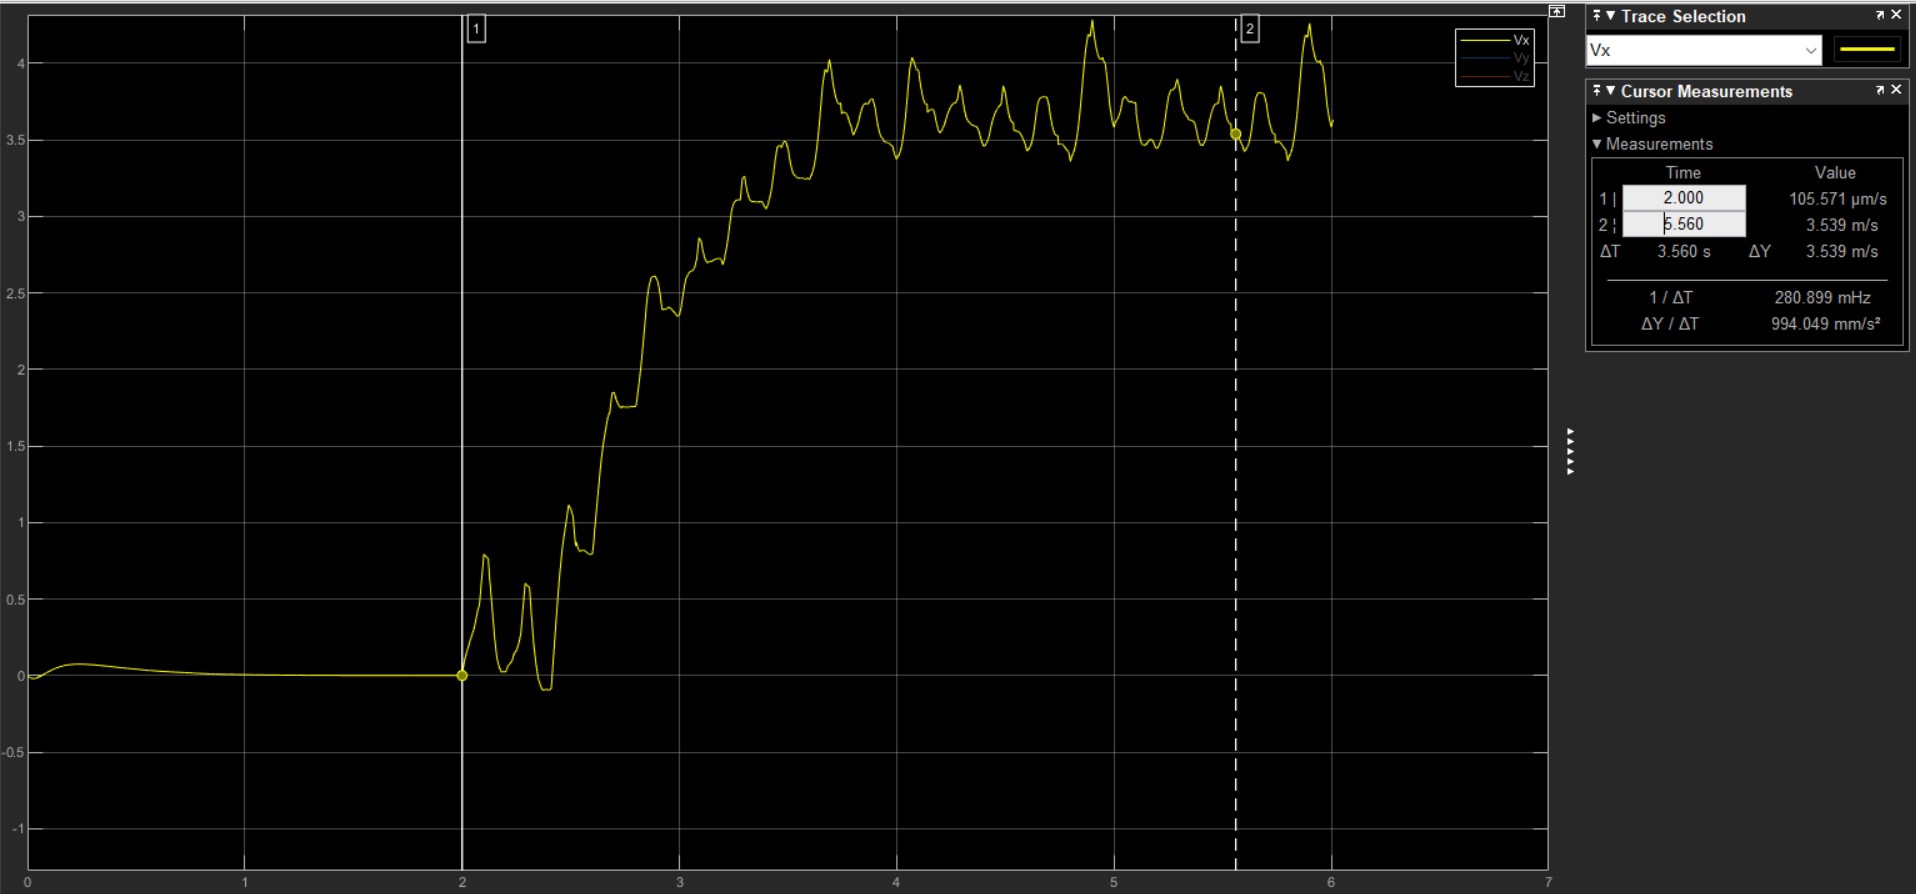 1
2
Vx
Vy
Vz
4
3.5
3
2.5
2
1.5
1
0.5
0
-0.5
-1
0 1 2 3 4 5 6 7
Trace Selection
Vx
Cursor Measurements
Settings
Measurements
Time Value
1 | 2.000 105.571 µm/s
2 ¦ 5.560 3.539 m/s
ΔT 3.560 s ΔY 3.539 m/s
1 / ΔT 280.899 mHz
ΔY / ΔT 994.049 mm/s²